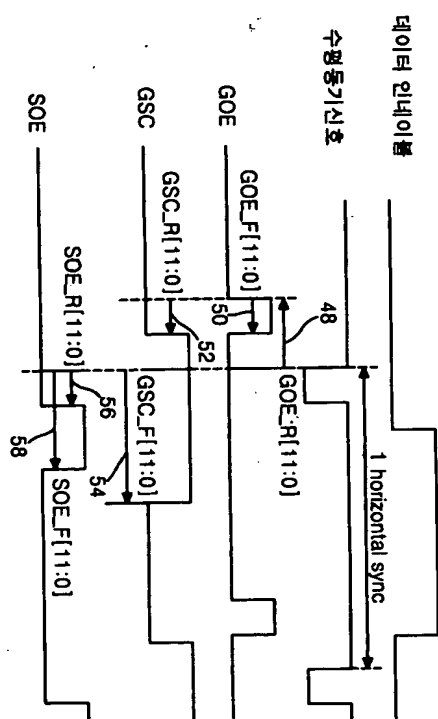 데이터 인네이블
수평동기신호
1 horizontal sync
48
GOE_R[11:0]
GOE
GOE_F[11:0]
50
GSC
GSC_R[11:0]
52
GSC_F[11:0]
54
SOE
SOE_R[11:0]
56
58
SOE_F[11:0]